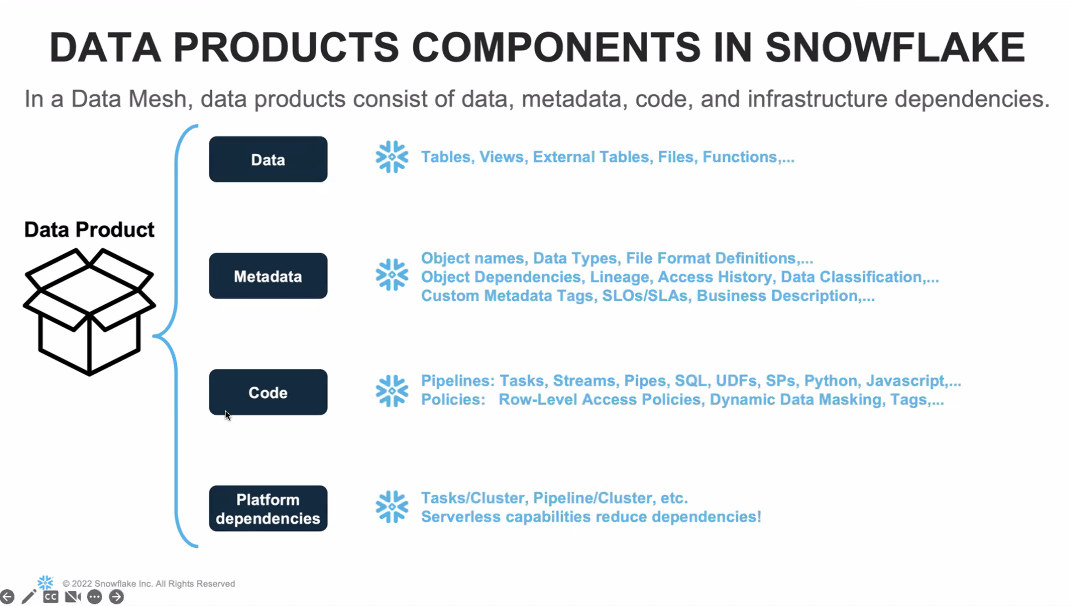 DATA PRODUCTS COMPONENTS IN SNOWFLAKE
In a Data Mesh, data products consist of data, metadata, code, and infrastructure dependencies.
Data Product
Data
Tables, Views, External Tables, Files, Functions,...
Metadata
Object names, Data Types, File Format Definitions,...
Object Dependencies, Lineage, Access History, Data Classification,...
Custom Metadata Tags, SLOs/SLAs, Business Description,...
Code
Pipelines: Tasks, Streams, Pipes, SQL, UDFs, SPs, Python, Javascript,...
Policies: Row-Level Access Policies, Dynamic Data Masking, Tags,...
Platform
dependencies
Tasks/Cluster, Pipeline/Cluster, etc.
Serverless capabilities reduce dependencies!
© 2022 Snowflake Inc. All Rights Reserved
CC